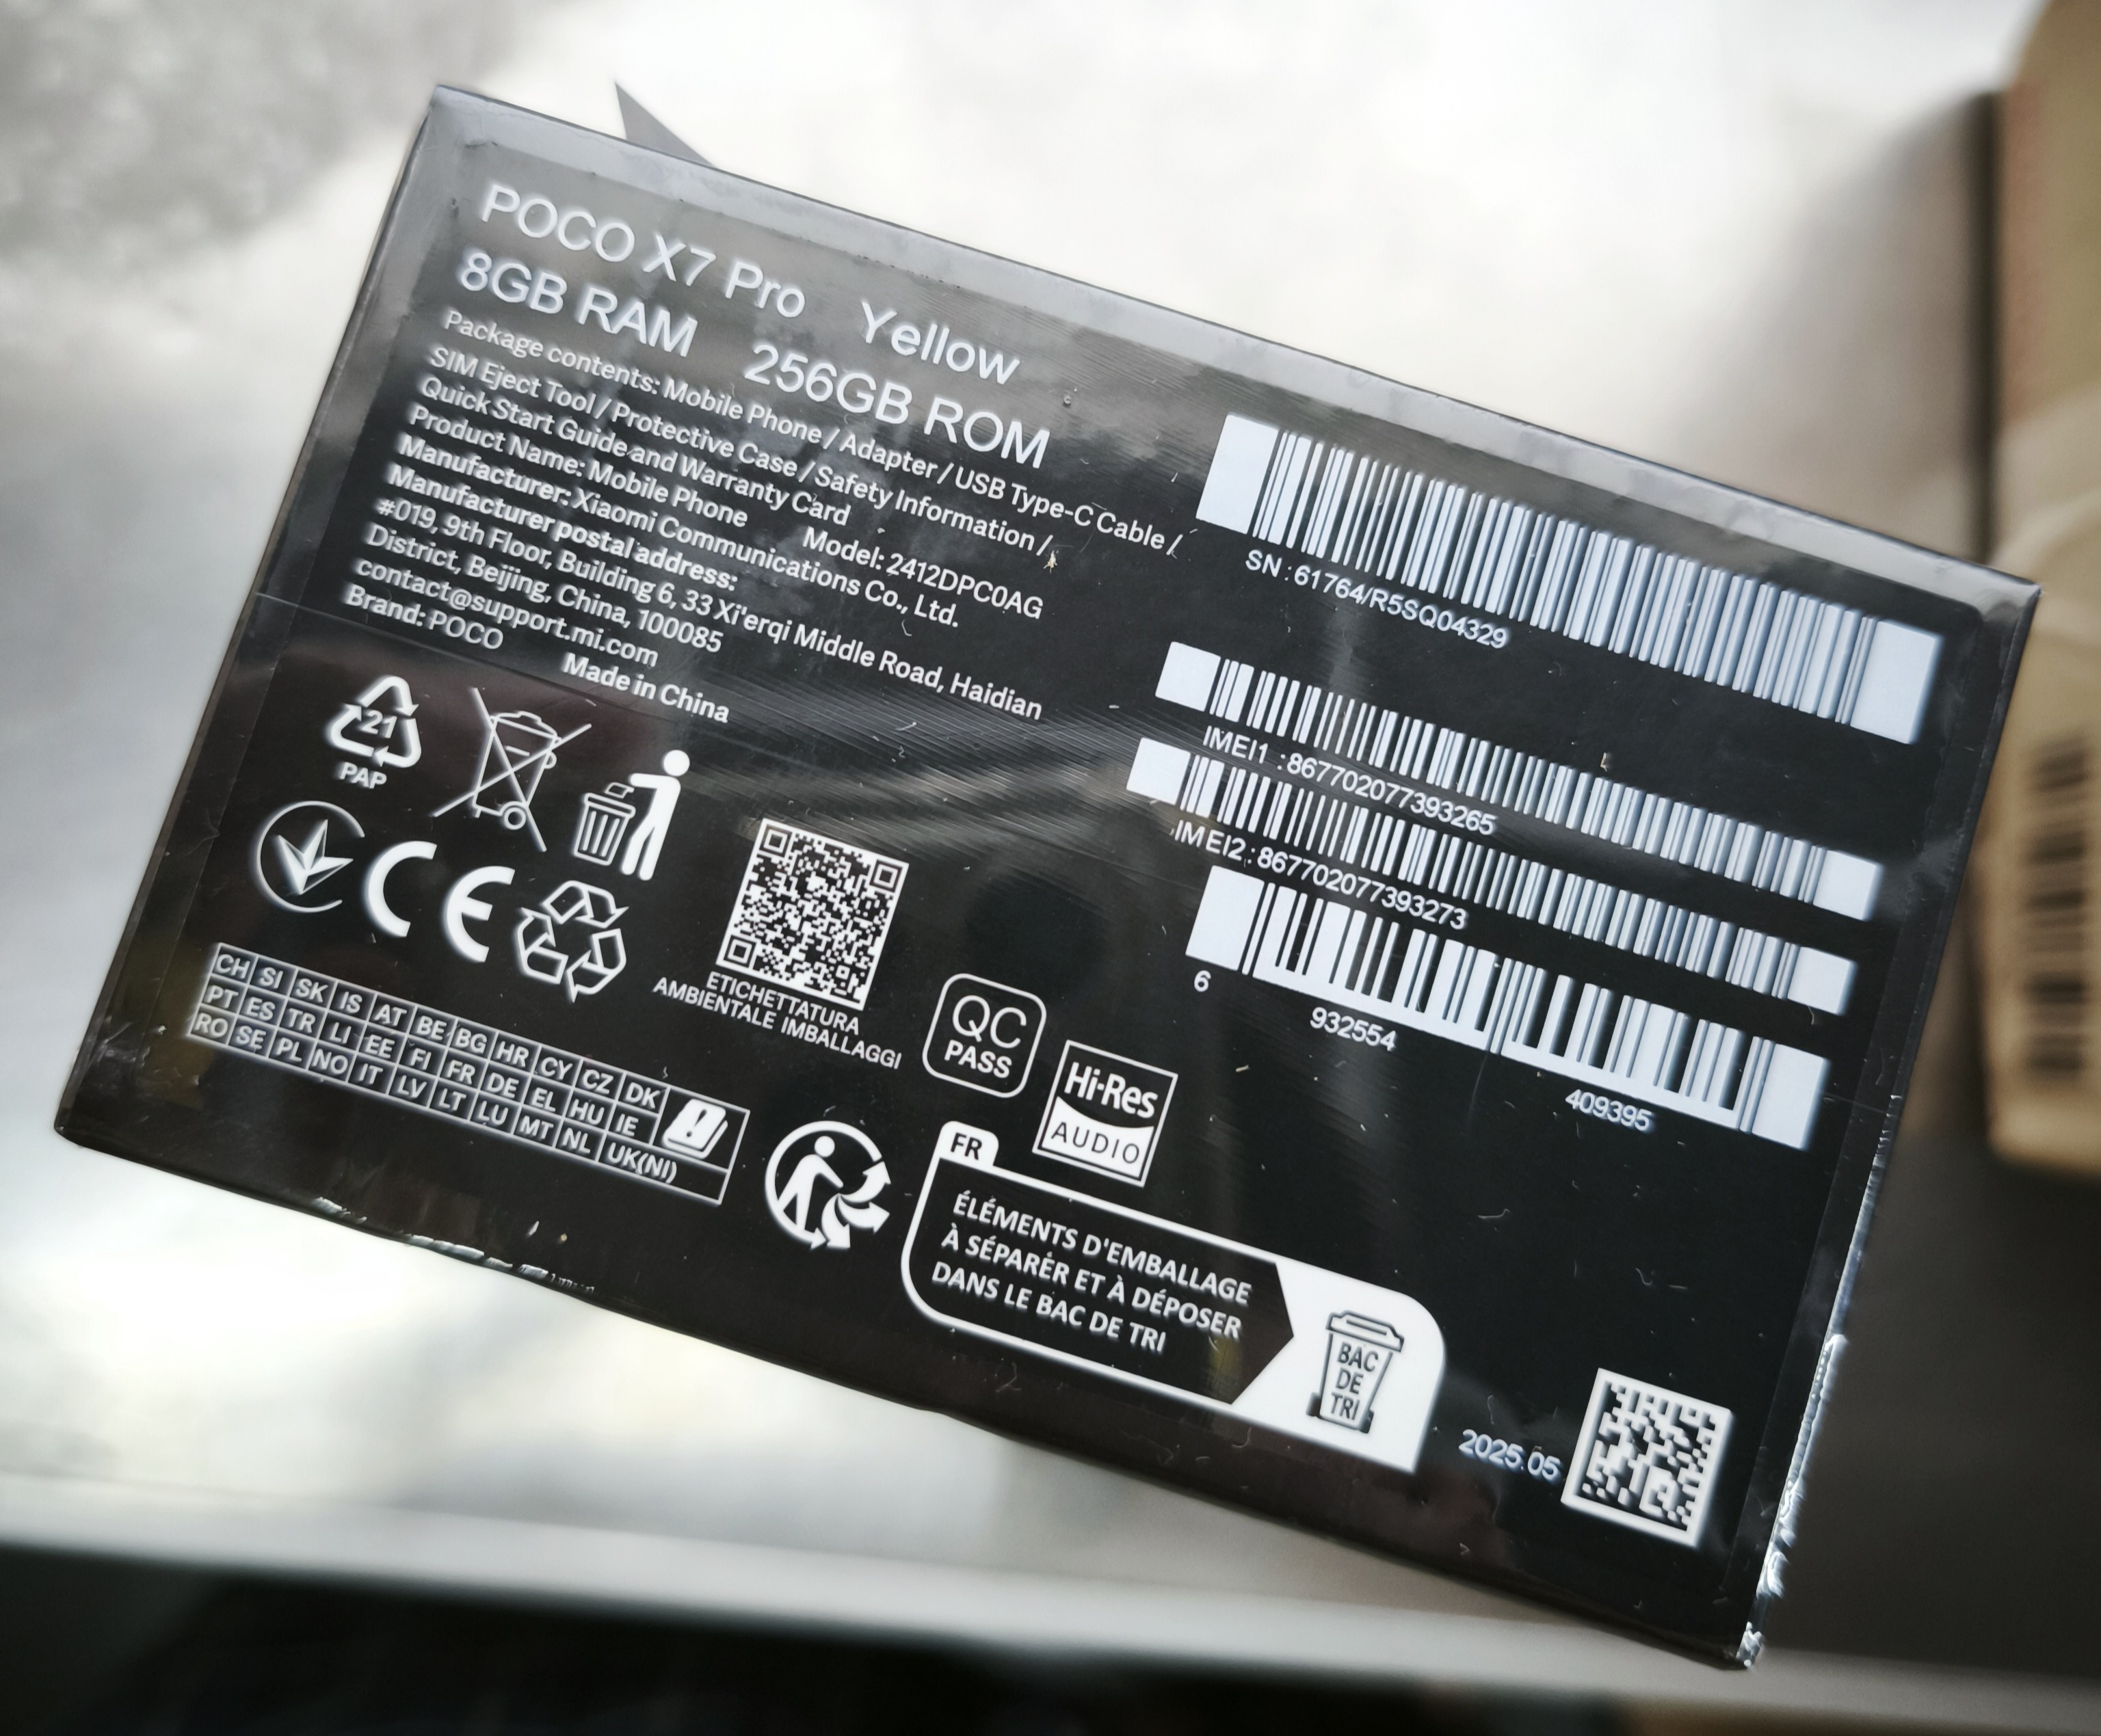 POCO X7 Pro Yellow
8GB RAM 256GB ROM
Package contents: Mobile Phone / Adapter / USB Type-C Cable /
SIM Eject Tool / Protective Case / Safety Information /
Quick Start Guide and Warranty Card
Product Name: Mobile Phone Model: 2412DPC0AG
Manufacturer: Xiaomi Communications Co., Ltd.
Manufacturer postal address:
#019, 9th Floor, Building 6, 33 Xi'erqi Middle Road, Haidian
District, Beijing, China, 100085
contact@support.mi.com
Brand: POCO Made in China
SN:61764/R5SQ04329
IMEI1 :867702077393265
IMEI2:867702077393273
6 932554 409395
21
PAP
CE
ETICHETTATURA
AMBIENTALE IMBALLAGGI
CH SI SK IS AT BE BG HR CY CZ DK
PT ES TR LI EE FI FR DE EL HU IE
RO SE PL NO IT LV LT LU MT NL UK(NI)
QC
PASS
Hi-Res
AUDIO
FR
ÉLÉMENTS D'EMBALLAGE
À SÉPARER ET À DÉPOSER
DANS LE BAC DE TRI
BAC
DE
TRI
2025.05